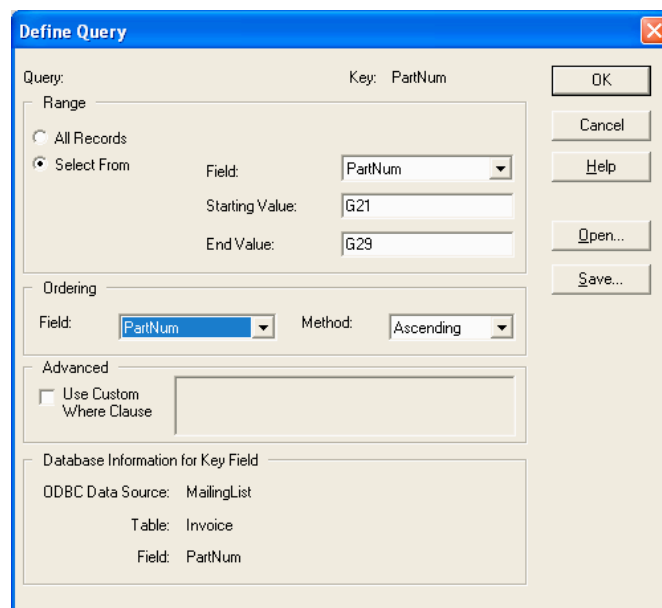 Define Query
Query: Key: PartNum OK
Range
All Records Cancel
Select From Field: PartNum Help
Starting Value: G21
End Value: G29 Open...
Ordering Save...
Field: PartNum Method: Ascending
Advanced
Use Custom
Where Clause
Database Information for Key Field
ODBC Data Source: MailingList
Table: Invoice
Field: PartNum